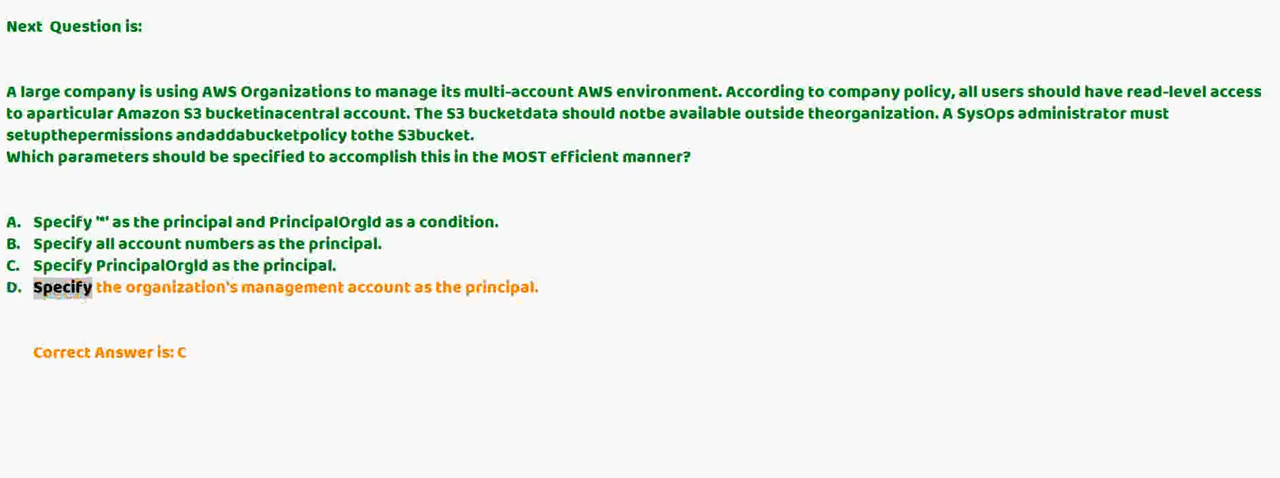 Next Question is:
A large company is using AWS Organizations to manage its multi-account AWS environment. According to company policy, all users should have read-level access
to aparticular Amazon S3 bucketinacentral account. The S3 bucketdata should notbe available outside theorganization. A SysOps administrator must
setupthepermissions andaddabucketpolicy tothe S3bucket.
Which parameters should be specified to accomplish this in the MOST efficient manner?
A. Specify '*' as the principal and PrincipalOrgId as a condition.
B. Specify all account numbers as the principal.
C. Specify PrincipalOrgId as the principal.
D. Specify the organization's management account as the principal.
Correct Answer is: C